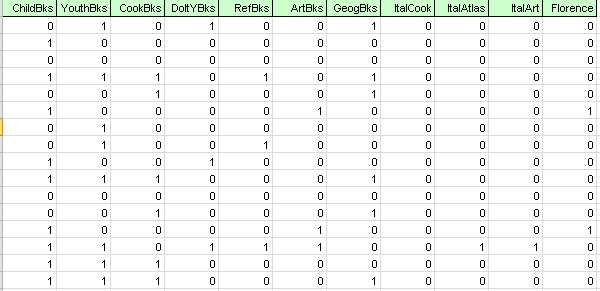 ChildBks YouthBks CookBks DoItYBks RefBks ArtBks GeogBks ItalCook ItalAtlas ItalArt Florence
0 1 0 1 0 0 1 0 0 0 0
1 0 0 0 0 0 0 0 0 0 0
0 0 0 0 0 0 0 0 0 0 0
1 1 1 0 1 0 1 0 0 0 0
0 0 1 0 0 0 1 0 0 0 0
1 0 0 0 0 1 0 0 0 0 1
0 1 0 0 0 0 0 0 0 0 0
0 1 0 0 1 0 0 0 0 0 0
1 0 0 1 0 0 0 0 0 0 0
1 1 1 0 0 0 1 0 0 0 0
0 0 0 0 0 0 0 0 0 0 0
0 0 1 0 0 0 1 0 0 0 0
1 0 0 0 0 1 0 0 0 0 1
1 1 0 1 1 1 0 0 1 1 0
1 1 1 0 0 0 0 0 0 0 0
1 1 1 0 0 0 1 0 0 0 0